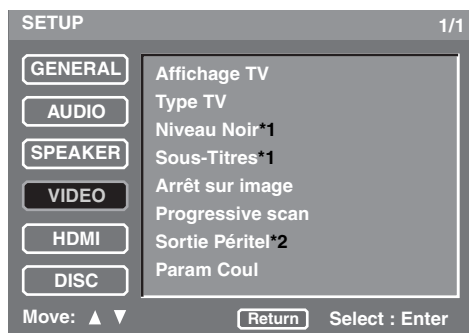 SETUP 1/1
GENERAL
AUDIO
SPEAKER
VIDEO
HDMI
DISC
Affichage TV
Type TV
Niveau Noir*1
Sous-Titres*1
Arrêt sur image
Progressive scan
Sortie Péritel*2
Param Coul
Move: ▲ ▼ Return Select : Enter